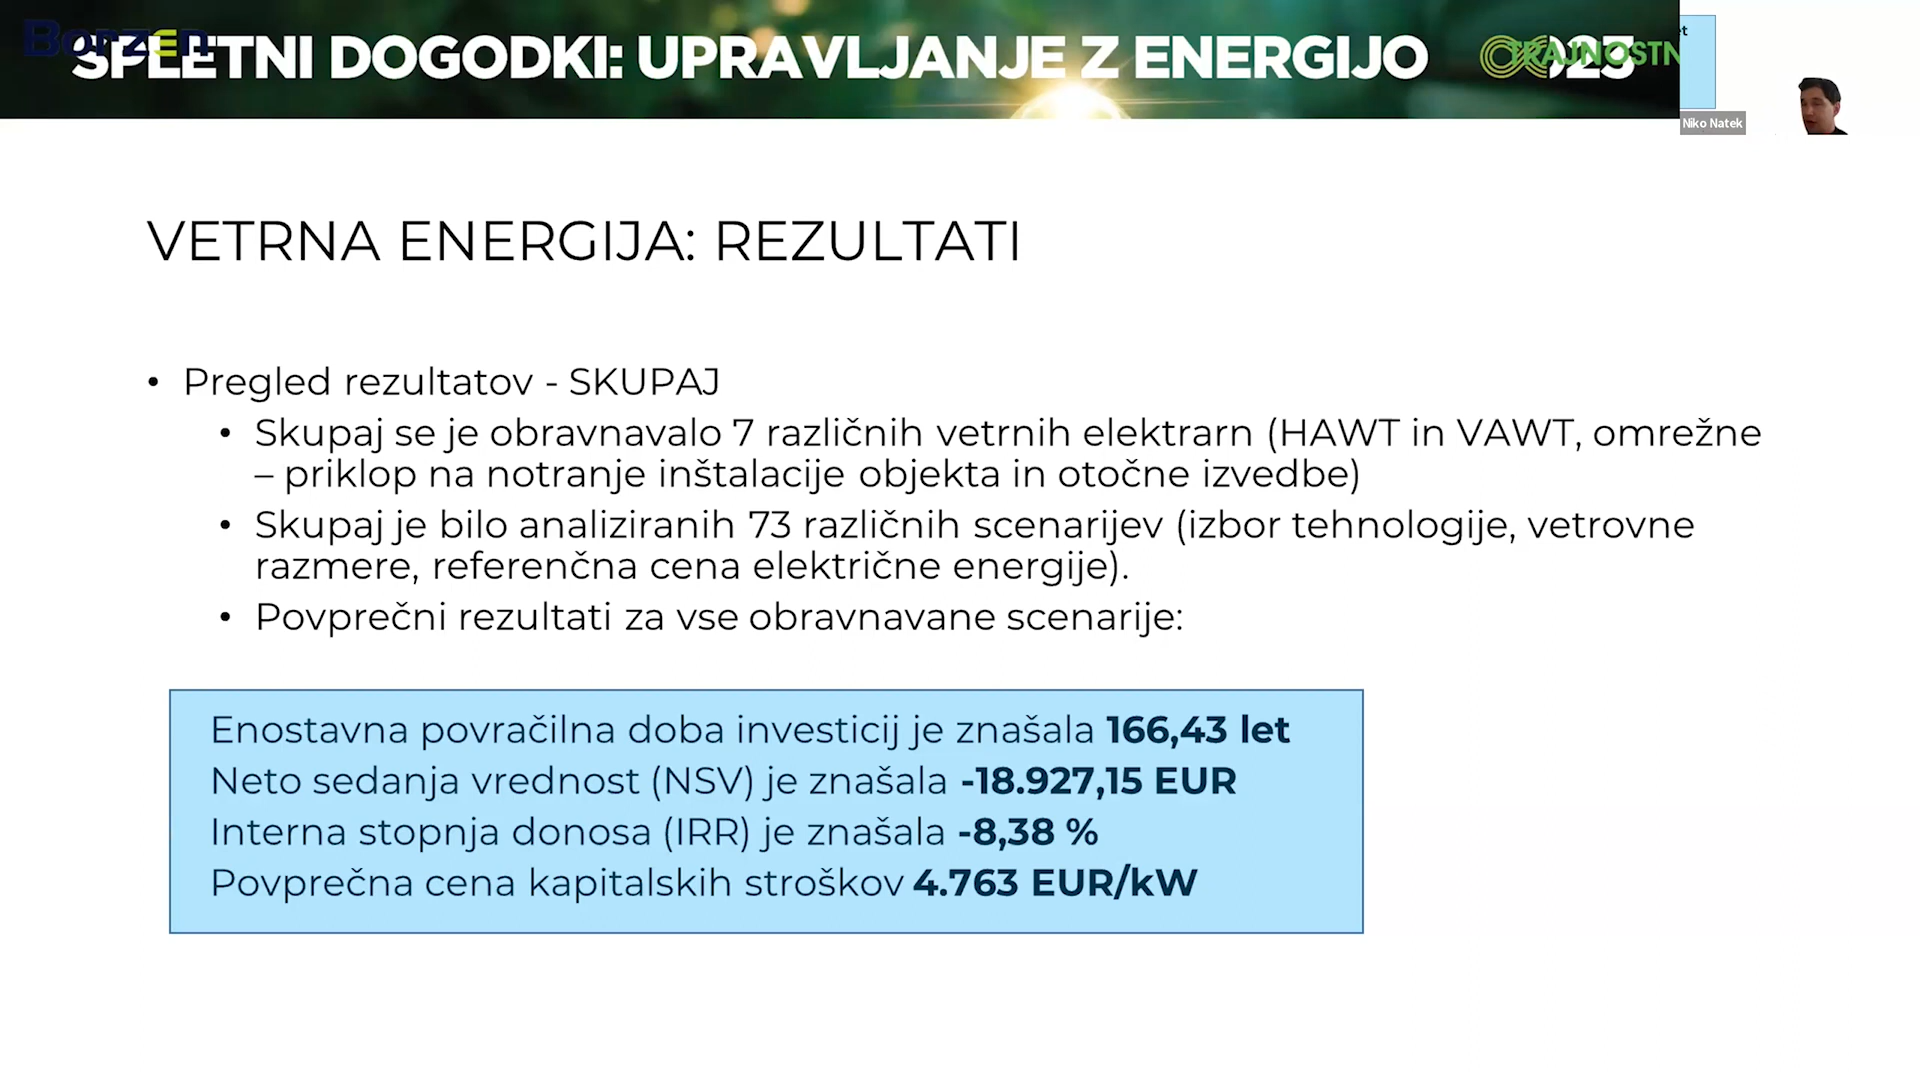 Borzen
SPLETNI DOGODKI: UPRAVLJANJE Z ENERGIJO
Niko Natek
VETRNA ENERGIJA: REZULTATI
• Pregled rezultatov - SKUPAJ
• Skupaj se je obravnavalo 7 različnih vetrnih elektrarn (HAWT in VAWT, omrežne
– priklop na notranje inštalacije objekta in otočne izvedbe)
• Skupaj je bilo analiziranih 73 različnih scenarijev (izbor tehnologije, vetrovne
razmere, referenčna cena električne energije).
• Povprečni rezultati za vse obravnavane scenarije:
Enostavna povračilna doba investicij je znašala 166,43 let
Neto sedanja vrednost (NSV) je znašala -18.927,15 EUR
Interna stopnja donosa (IRR) je znašala -8,38 %
Povprečna cena kapitalskih stroškov 4.763 EUR/kW